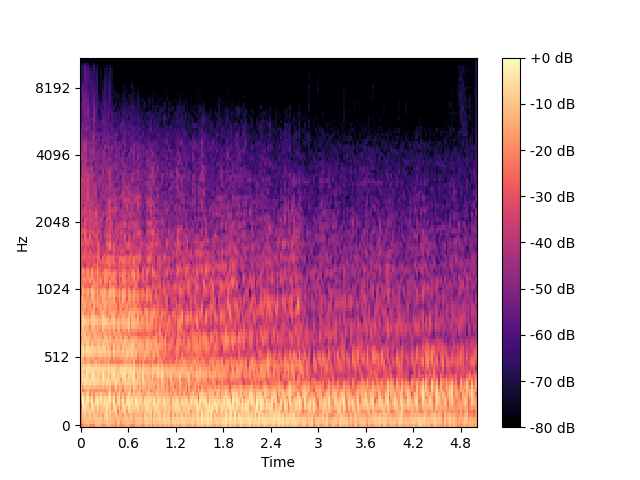 8192
4096
2048
1024
512
0
Hz
0 0.6 1.2 1.8 2.4 3 3.6 4.2 4.8
Time
+0 dB
-10 dB
-20 dB
-30 dB
-40 dB
-50 dB
-60 dB
-70 dB
-80 dB